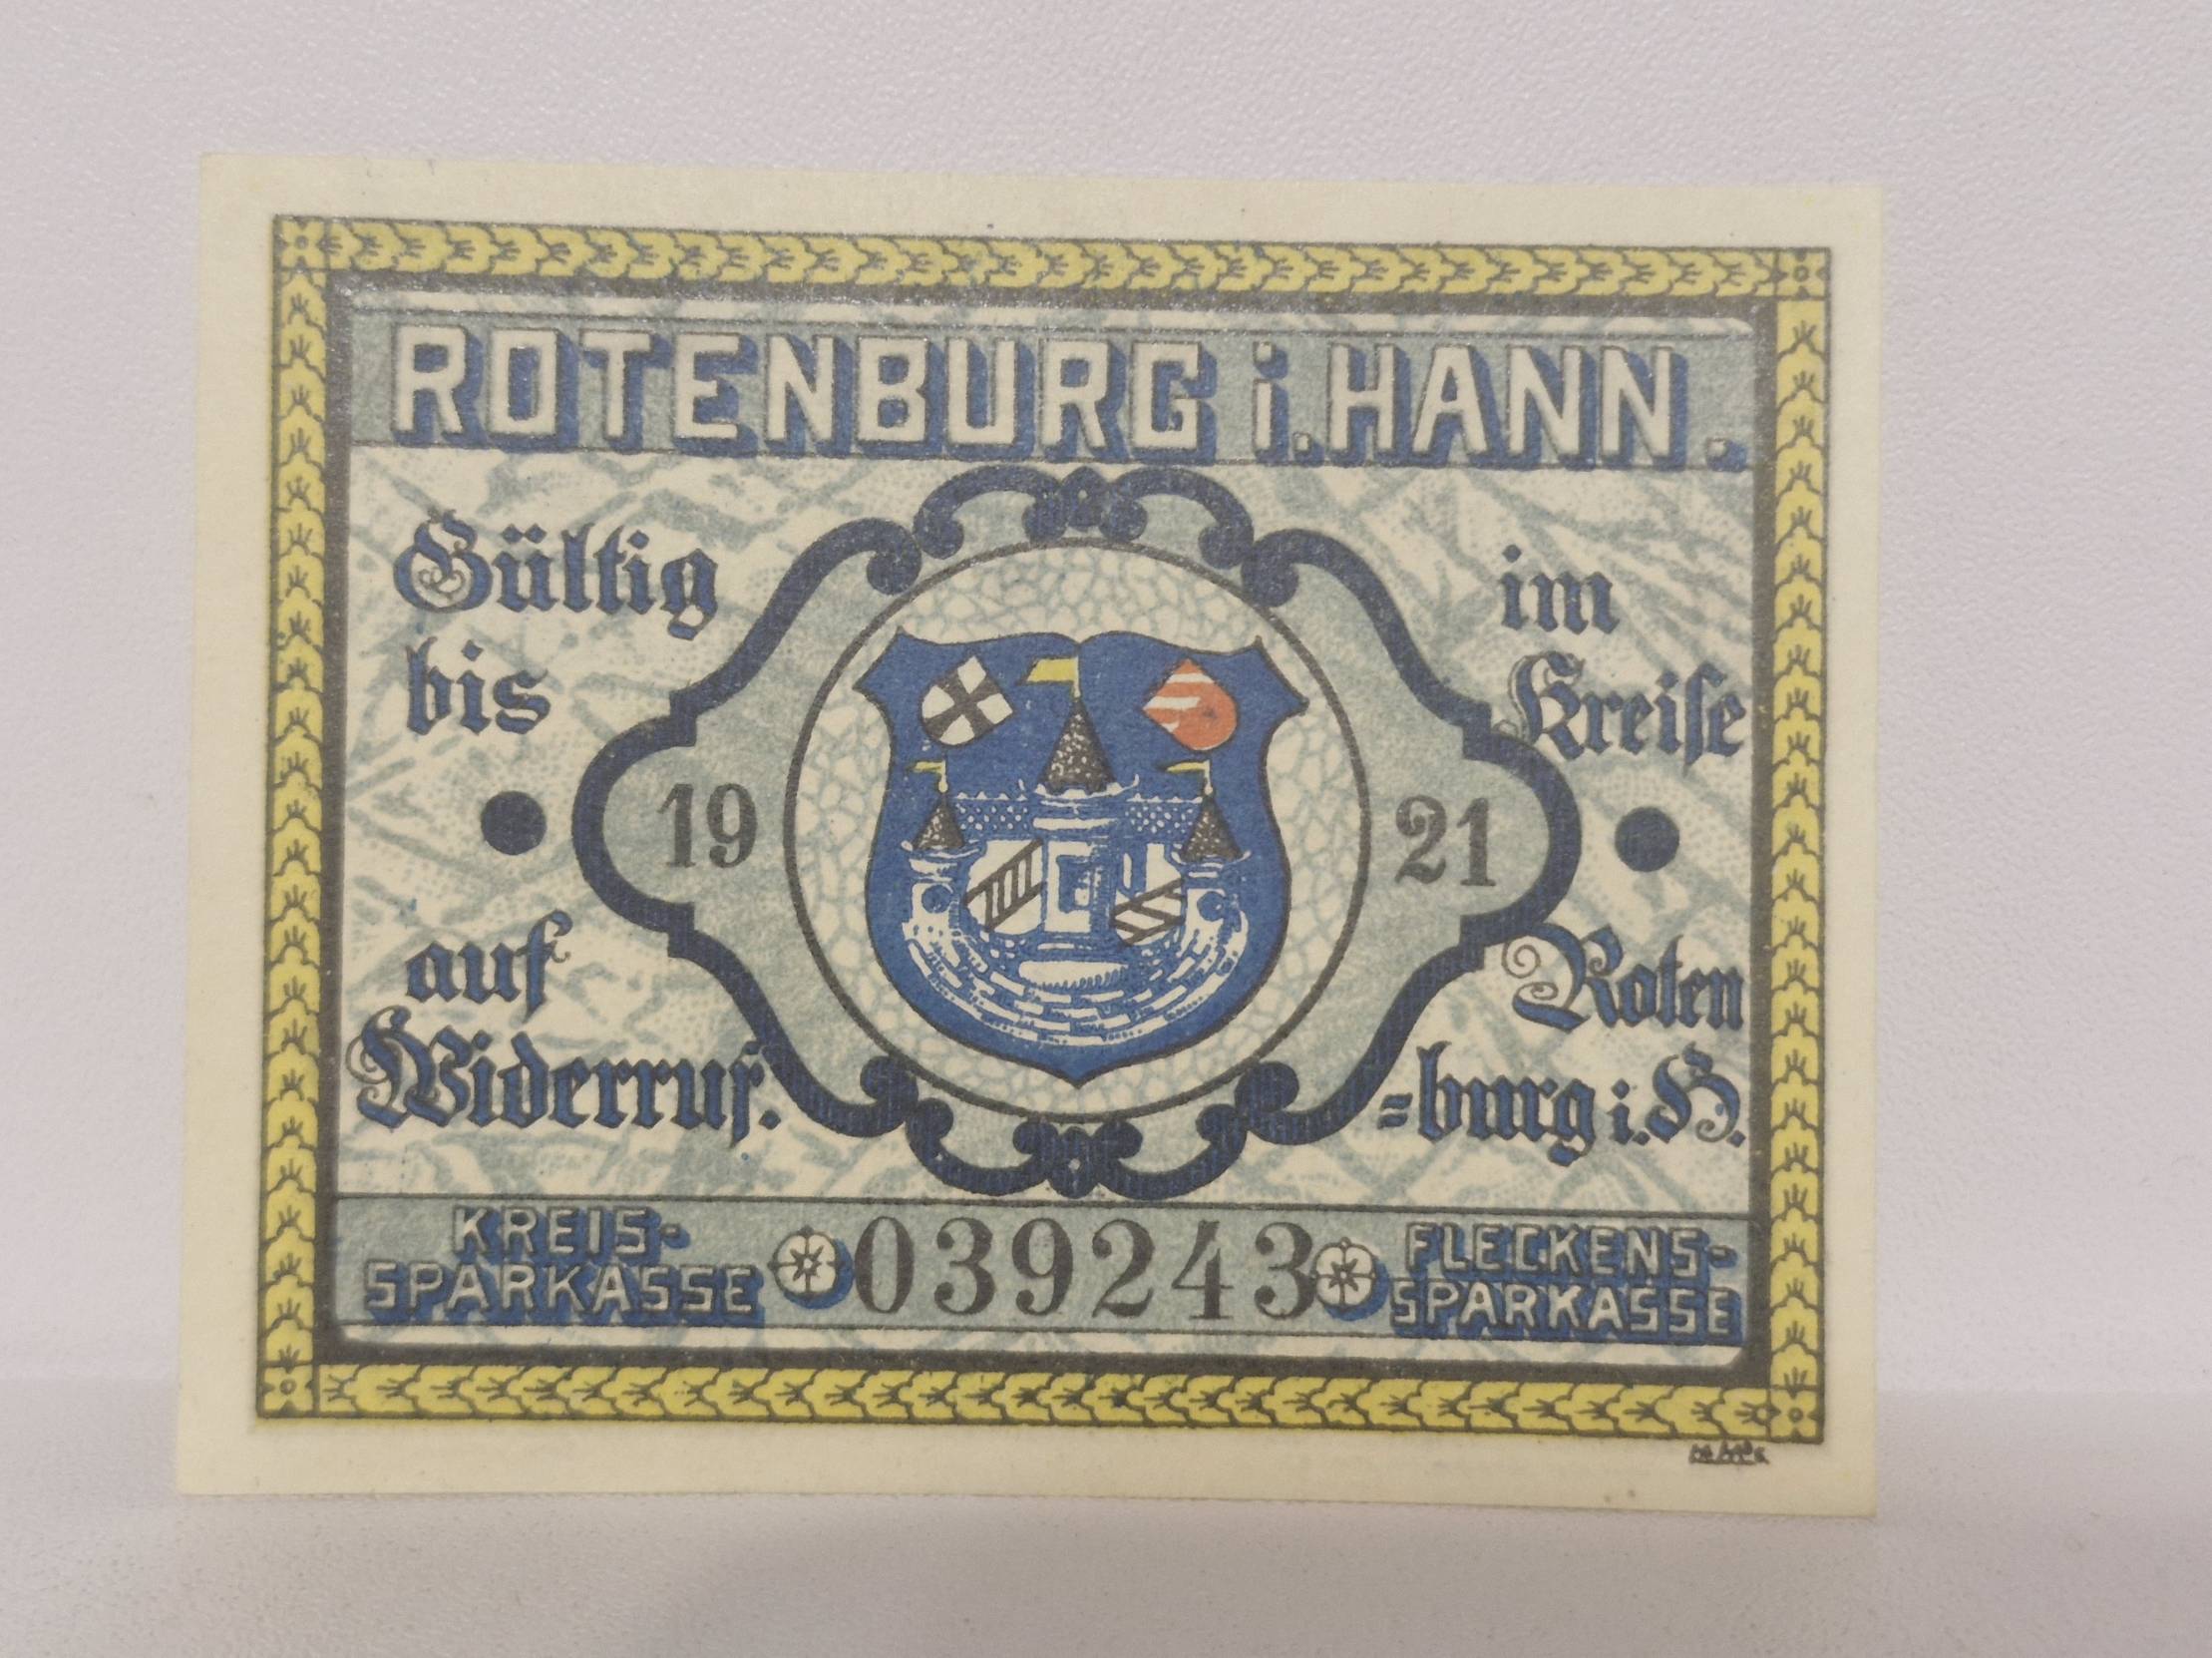 ROTENBURG i. HANN.
Gültig
bis
auf
Widerruf.
19 21
im
Kreise
Roten
=burg i. H.
KREIS-
SPARKASSE
039243
FLECKENS-
SPARKASSE